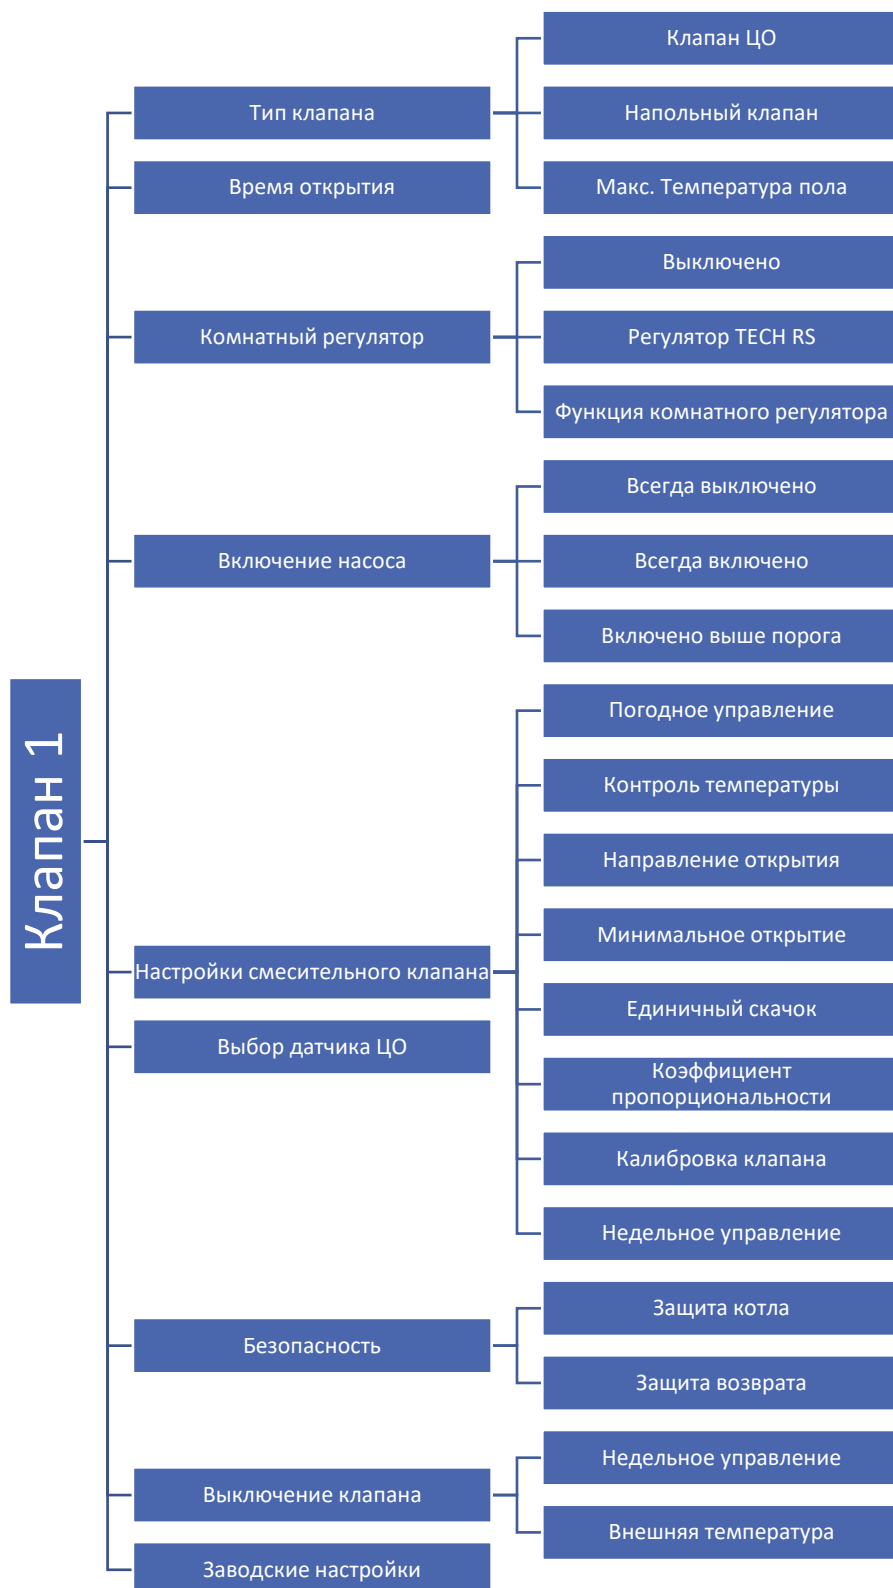 Клапан 1
Тип клапана
Клапан ЦО
Напольный клапан
Макс. Температура пола
Время открытия
Комнатный регулятор
Выключено
Регулятор TECH RS
Функция комнатного регулятора
Включение насоса
Всегда выключено
Всегда включено
Включено выше порога
Настройки смесительного клапана
Погодное управление
Контроль температуры
Направление открытия
Минимальное открытие
Единичный скачок
Коэффициент
пропорциональности
Калибровка клапана
Недельное управление
Выбор датчика ЦО
Безопасность
Защита котла
Защита возврата
Выключение клапана
Недельное управление
Внешняя температура
Заводские настройки